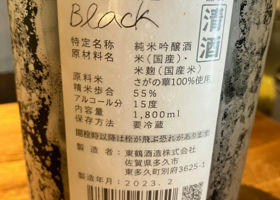 Black
清酒
特定名称　純米吟醸酒
原材料名　米(国産)・
米麹(国産米)
原料米　さがの華100%使用
精米歩合　55%
アルコール分　15度
内容量　1,800ml
保存方法　要冷蔵
開栓時以降は栓が飛ぶ恐れがあります
製造者：東鶴酒造株式会社
佐賀県多久市
東多久町別府3625-1
製造年月：2023.2